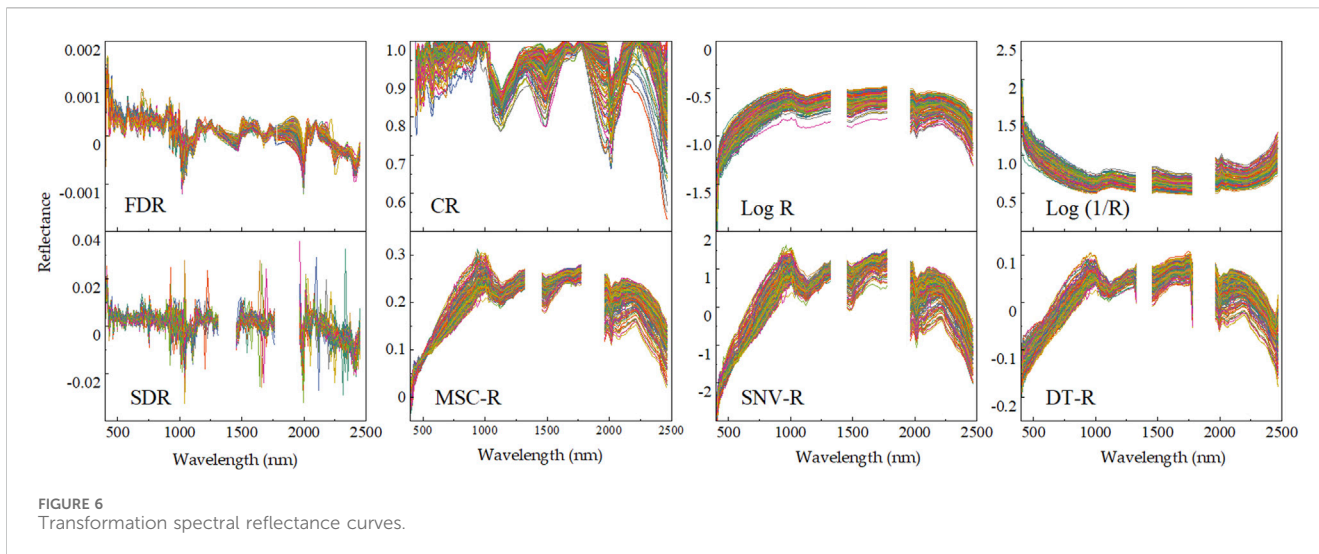 0.002
0.001
0
-0.001
FDR
1.0
0.9
0.8
0.7
0.6
CR
0
-0.5
-1.0
-1.5
Log R
2.5
2
1.5
1.0
0.5
Log (1/R)
Reflectance
0.04
0.02
0
-0.02
SDR
0.3
0.2
0.1
0
MSC-R
2
1
0
-1
-2
SNV-R
0.1
0
-0.1
-0.2
DT-R
500 1000 1500 2000 2500
500 1000 1500 2000 2500
500 1000 1500 2000 2500
500 1000 1500 2000 2500
Wavelength (nm)
Wavelength (nm)
Wavelength (nm)
Wavelength (nm)
FIGURE 6
Transformation spectral reflectance curves.